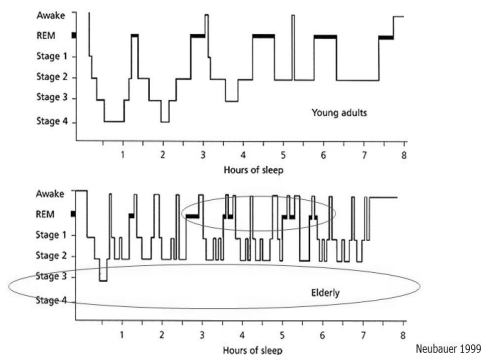 Awake
REM
Stage 1
Stage 2
Stage 3
Stage 4
Young adults
1 2 3 4 5 6 7 8
Hours of sleep
Awake
REM
Stage 1
Stage 2
Stage 3
Stage 4
Elderly
1 2 3 4 5 6 7 8
Hours of sleep
Neubauer 1999